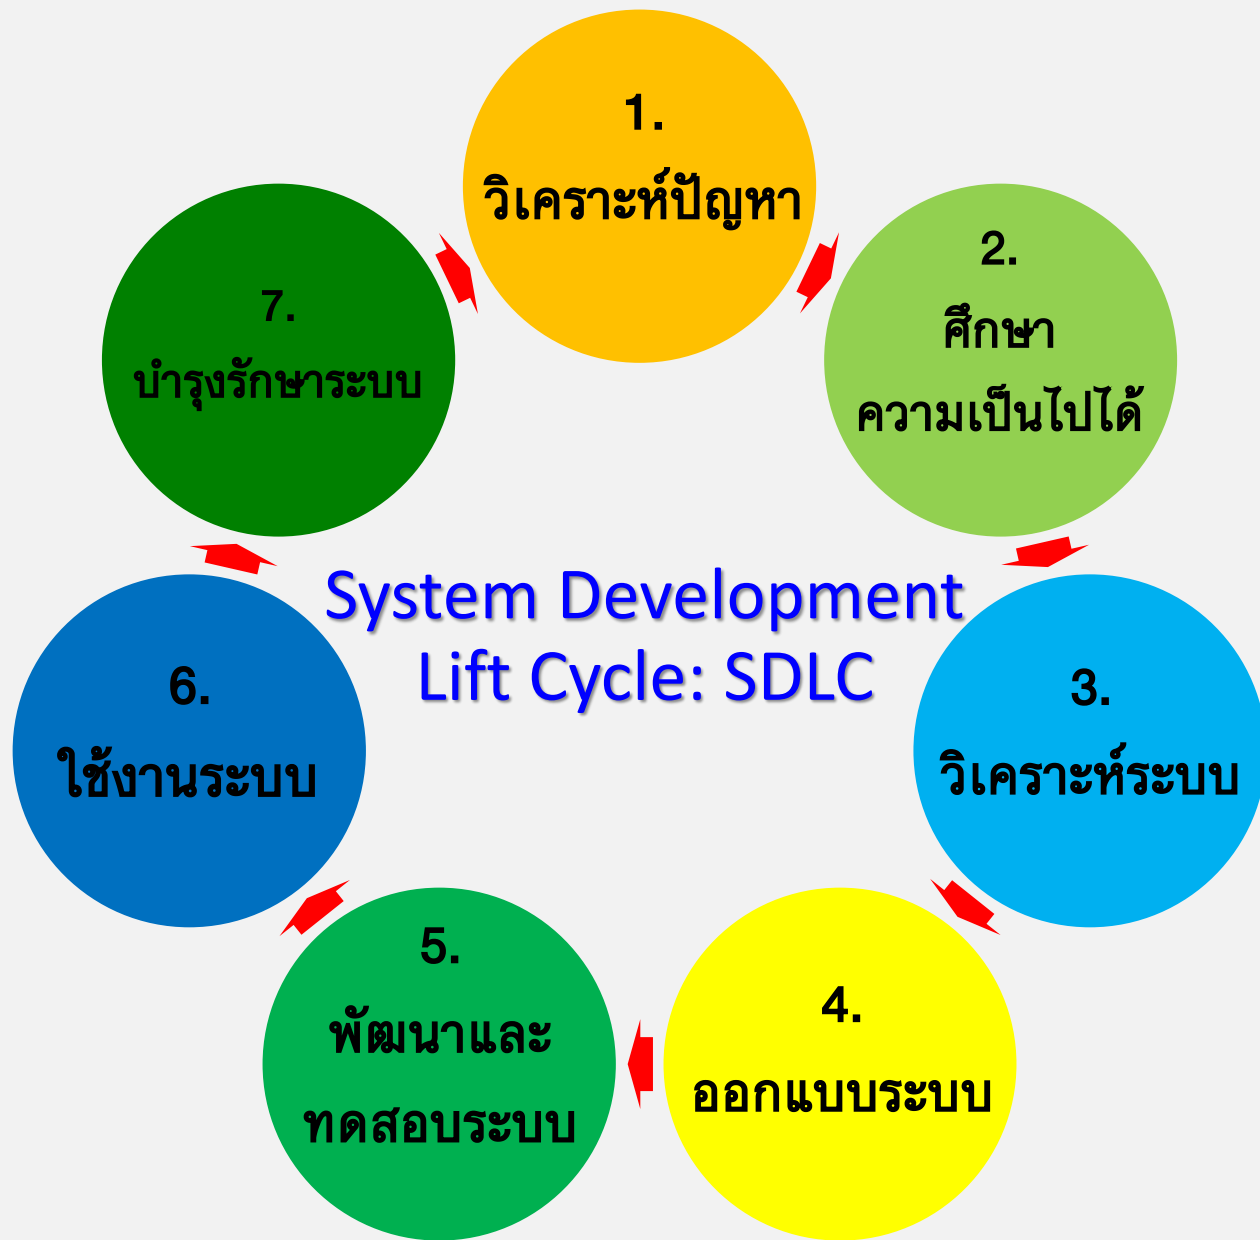 1.
วิเคราะห์ปัญหา
2.
ศึกษา
ความเป็นไปได้
3.
วิเคราะห์ระบบ
4.
ออกแบบระบบ
5.
พัฒนาและ
ทดสอบระบบ
6.
ใช้งานระบบ
7.
บำรุงรักษาระบบ
System Development
Lift Cycle: SDLC